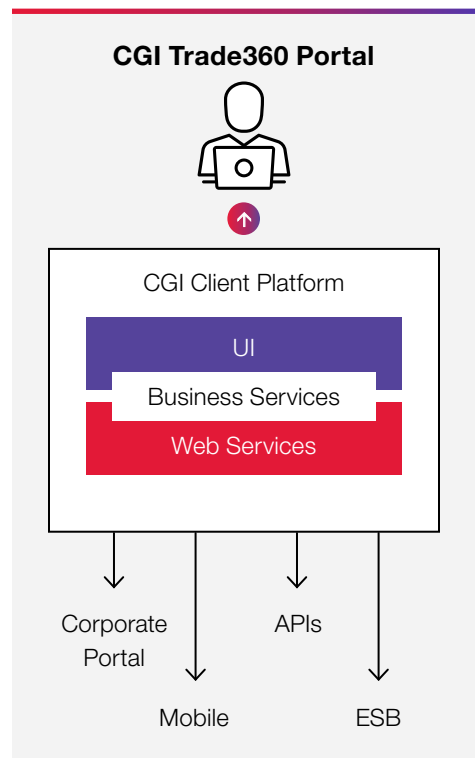 CGI Trade360 Portal
CGI Client Platform
UI
Business Services
Web Services
Corporate
Portal
APIs
Mobile
ESB